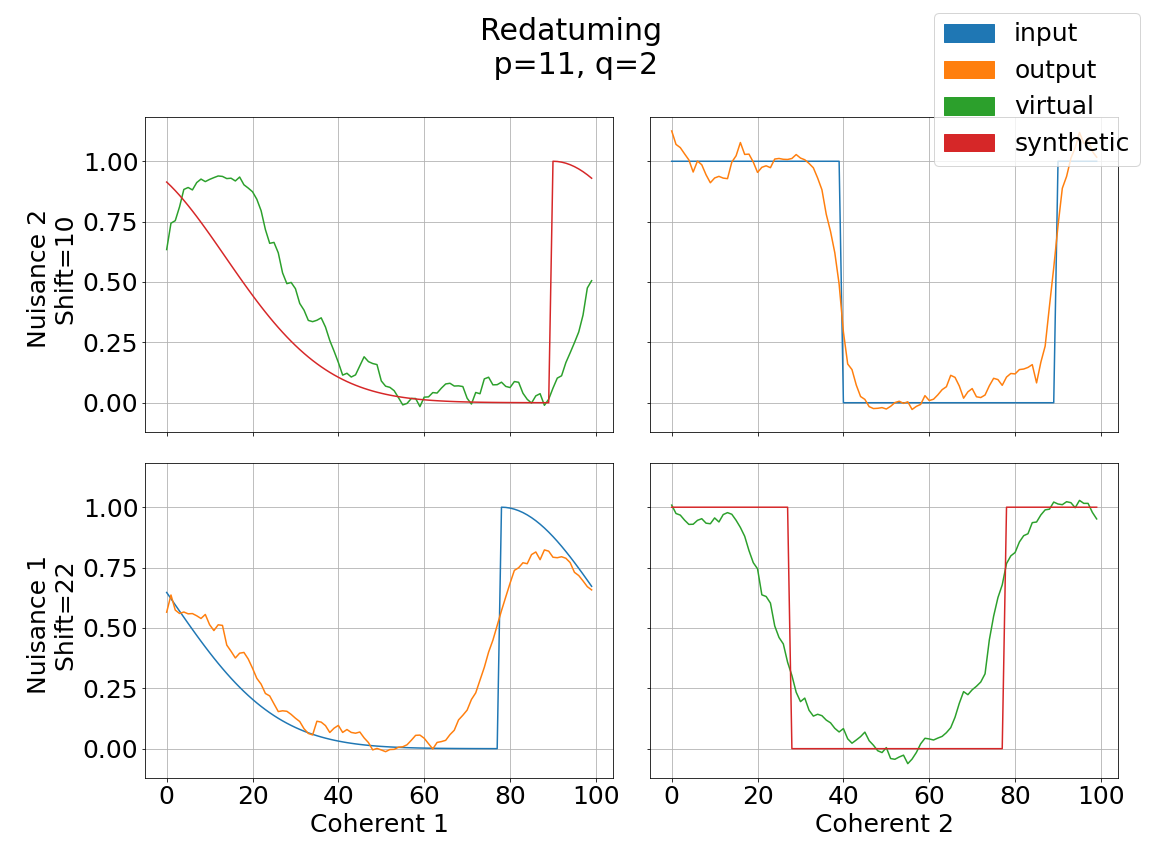 Redatuming
p=11, q=2
input
output
virtual
synthetic
Nuisance 2
Shift=10
1.00
0.75
0.50
0.25
0.00
Nuisance 1
Shift=22
1.00
0.75
0.50
0.25
0.00
0 20 40 60 80 100
0 20 40 60 80 100
Coherent 1
Coherent 2